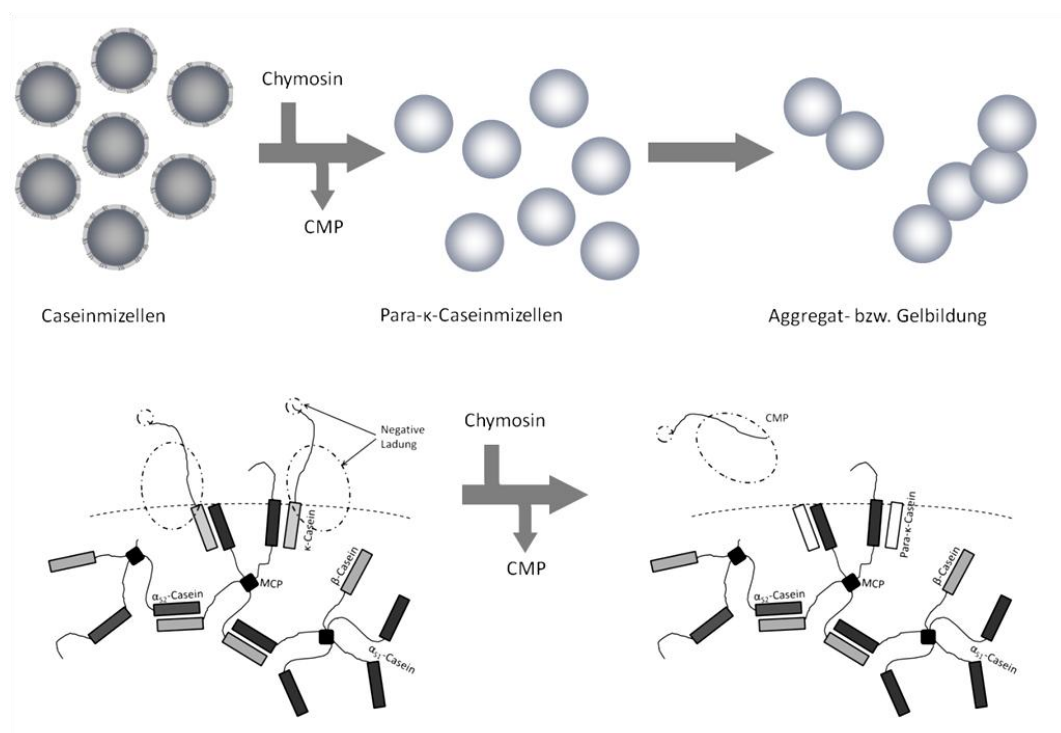 Chymosin
CMP
Caseinmizellen
Para-κ-Caseinmizellen
Aggregat- bzw. Gelbildung
Negative
Ladung
κ-Casein
β-Casein
MCP
αS2-Casein
αS1-Casein
Chymosin
CMP
CMP
Para-κ-Casein
β-Casein
MCP
αS2-Casein
αS1-Casein